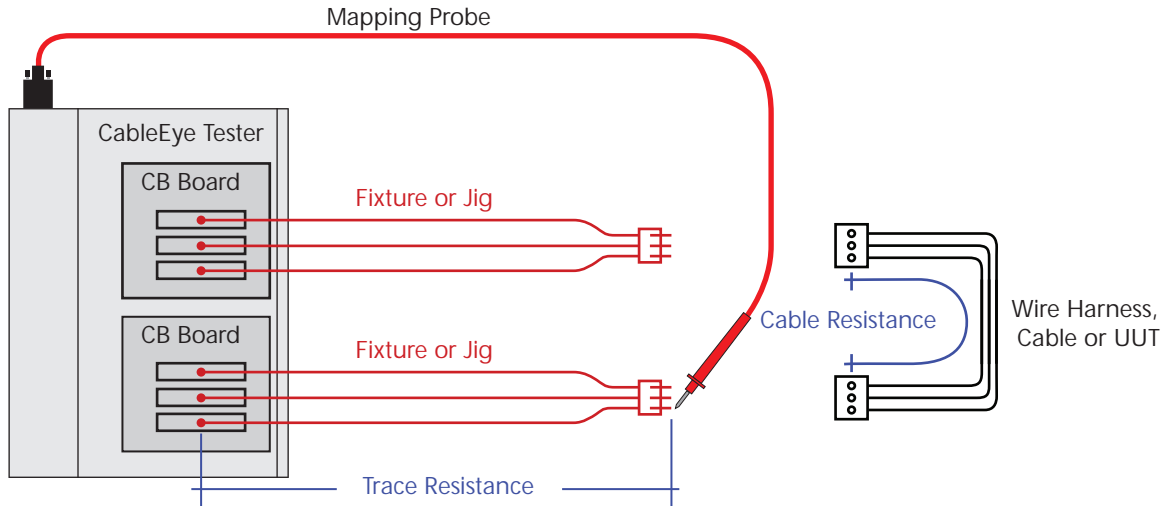 Mapping Probe
CableEye Tester
CB Board
Fixture or Jig
CB Board
Fixture or Jig
Cable Resistance
Wire Harness,
Cable or UUT
Trace Resistance